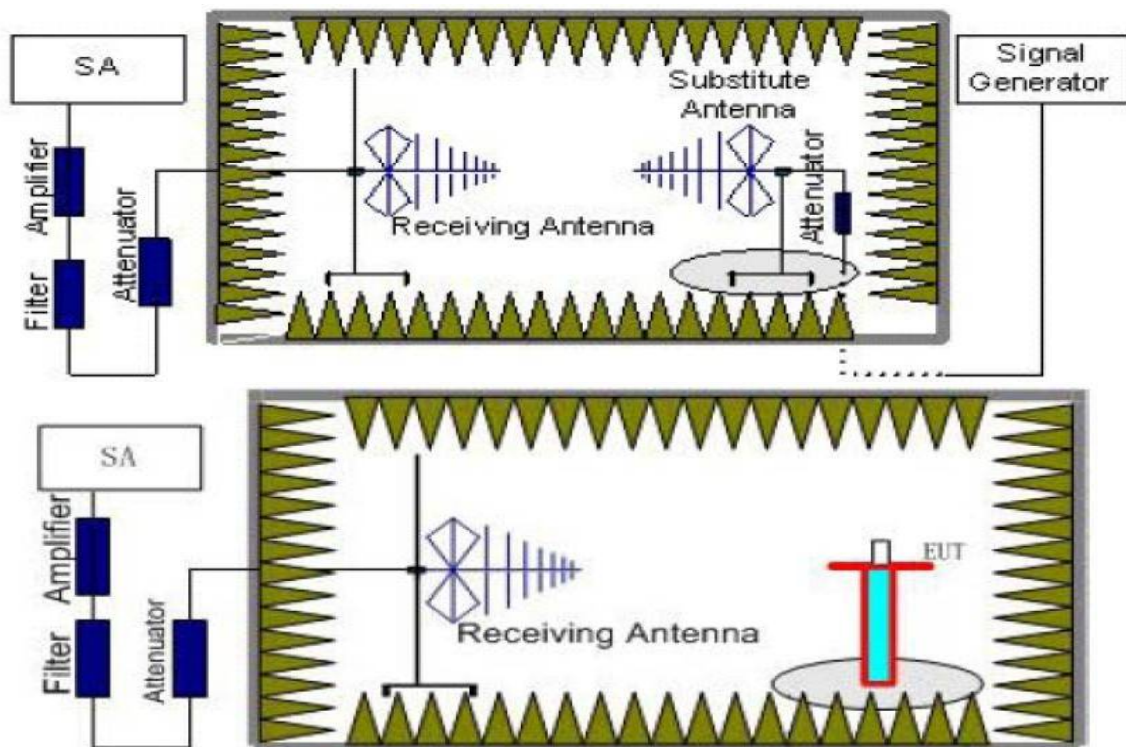 SA
Signal
Generator
Substitute
Antenna
Amplifier
Attenuator
Attenuator
Receiving Antenna
Filter
SA
Amplifier
EUT
Receiving Antenna
Filter
Attenuator